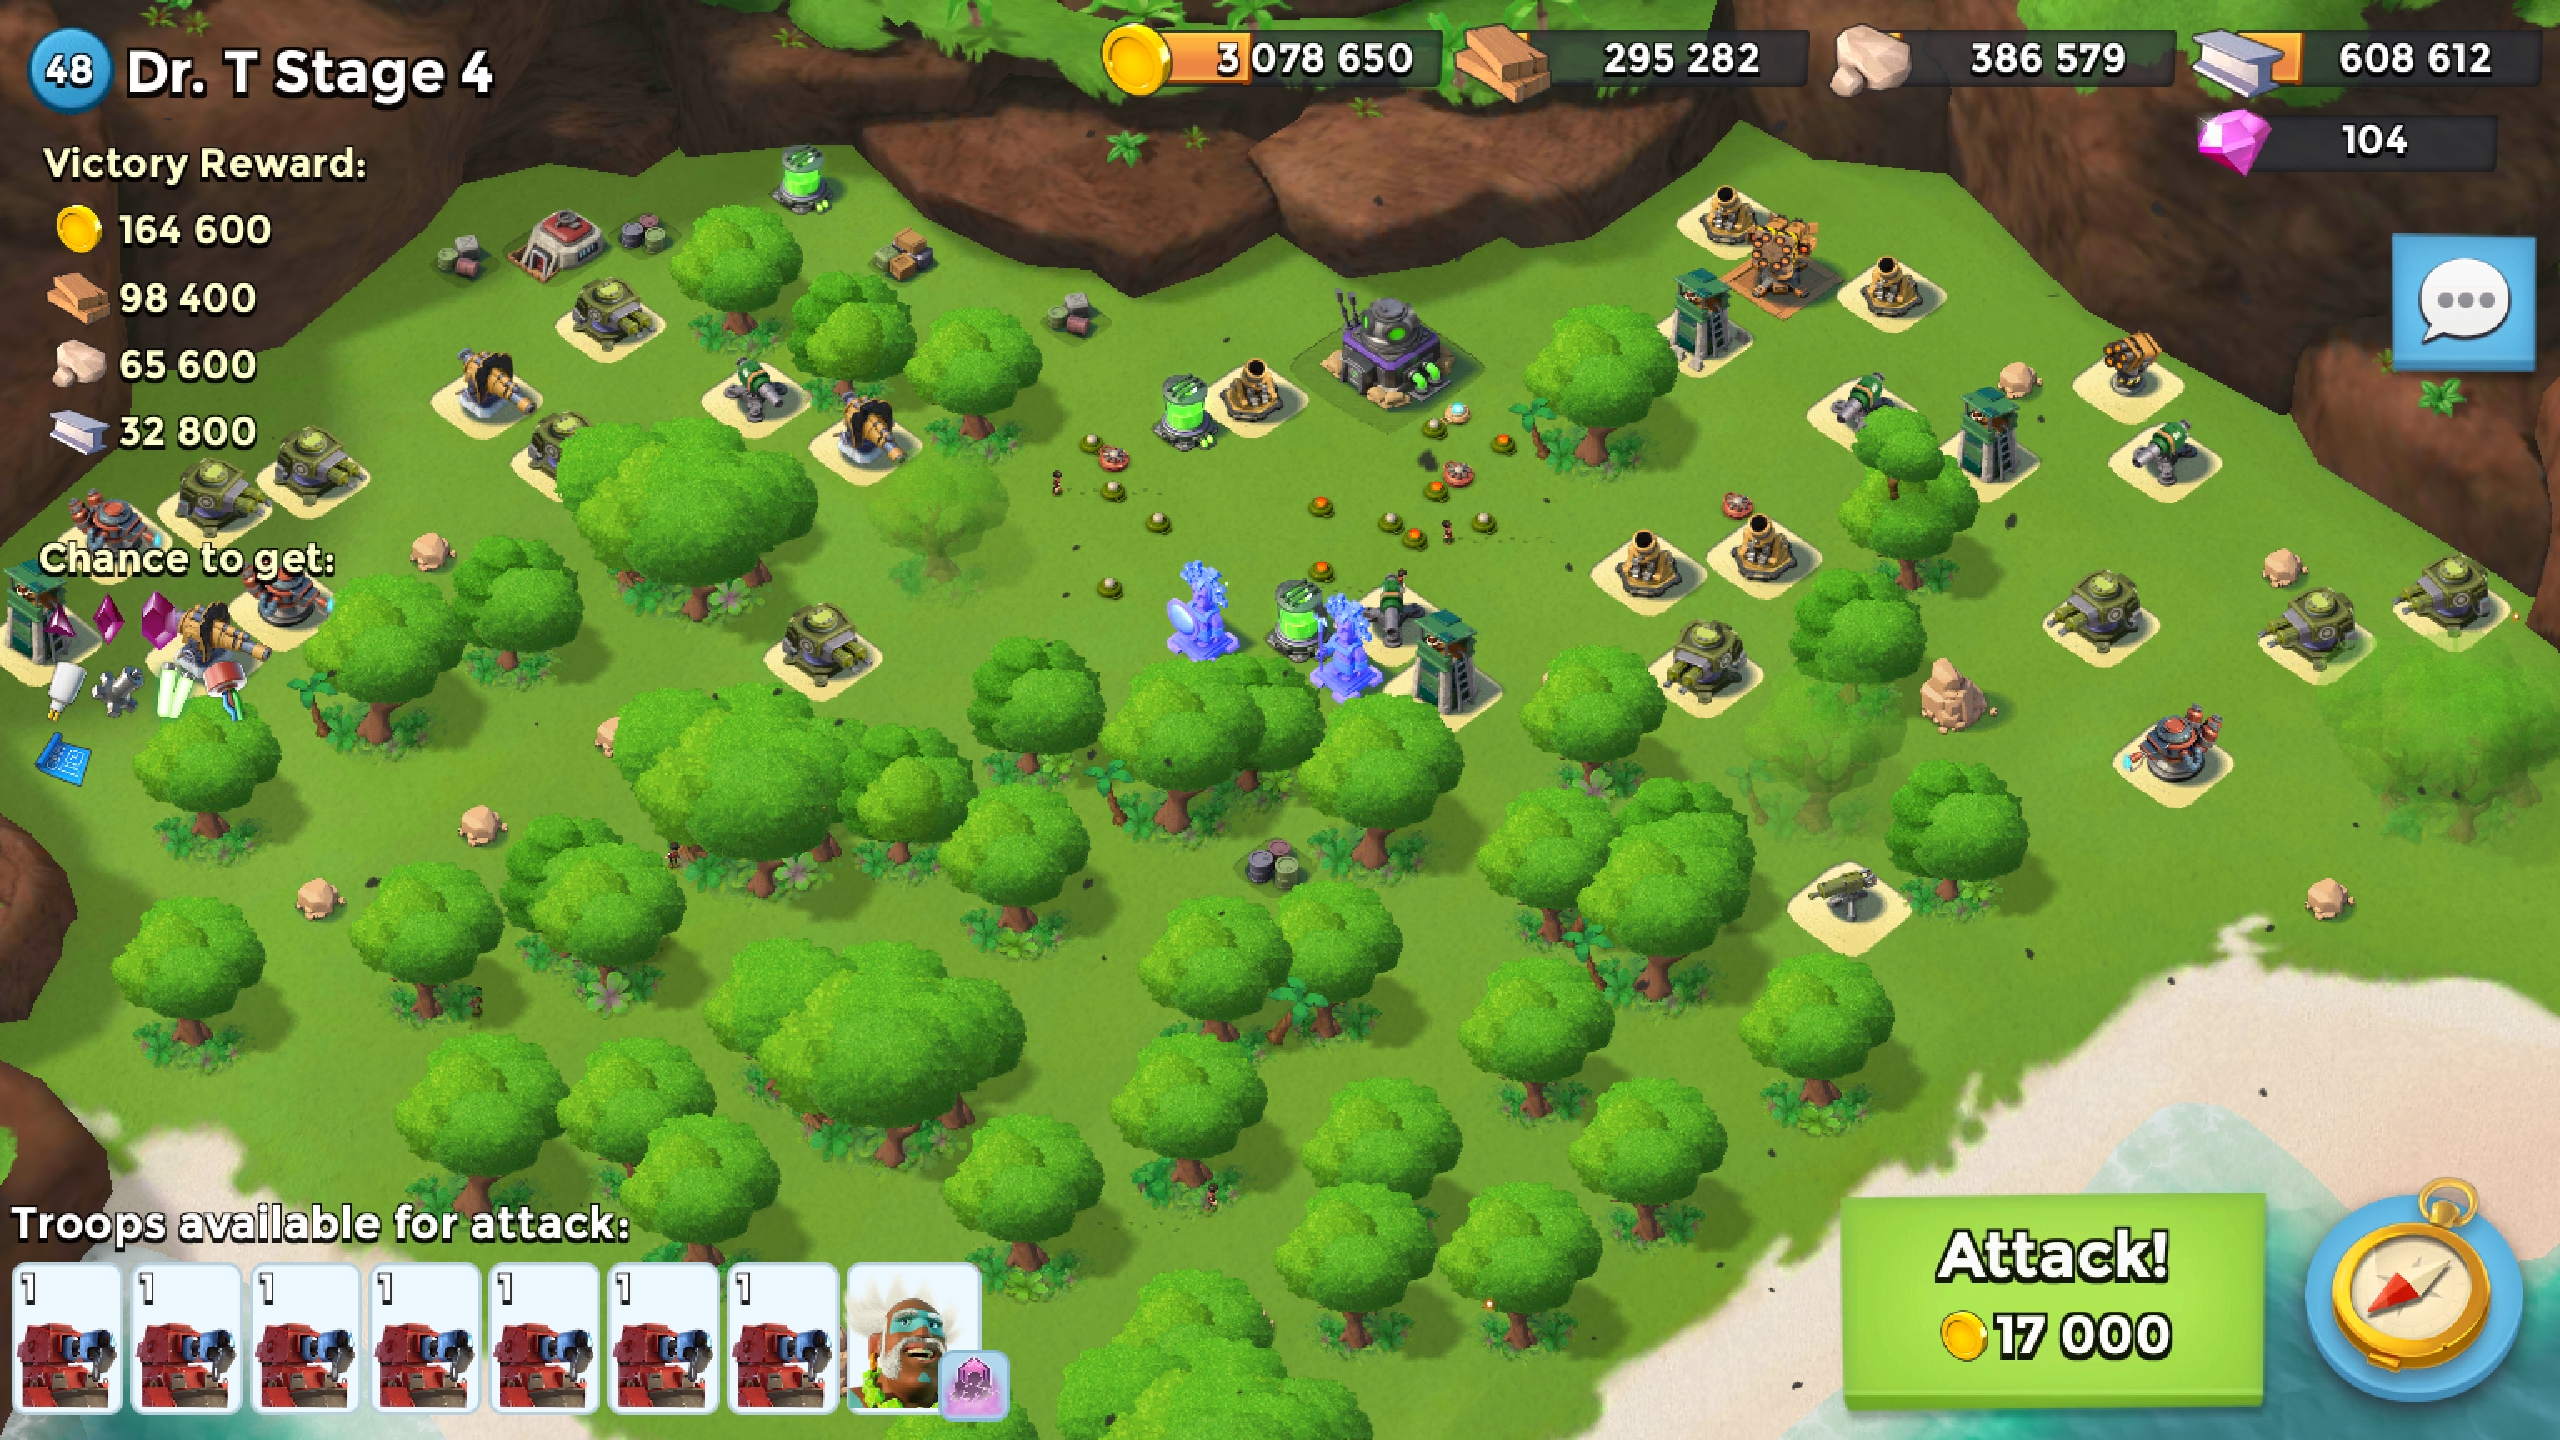 48 Dr. T Stage 4
3 078 650
295 282
386 579
608 612
104
Victory Reward:
164 600
98 400
65 600
32 800
Chance to get:
Troops available for attack:
1 1 1 1 1 1 1
Attack!
17 000